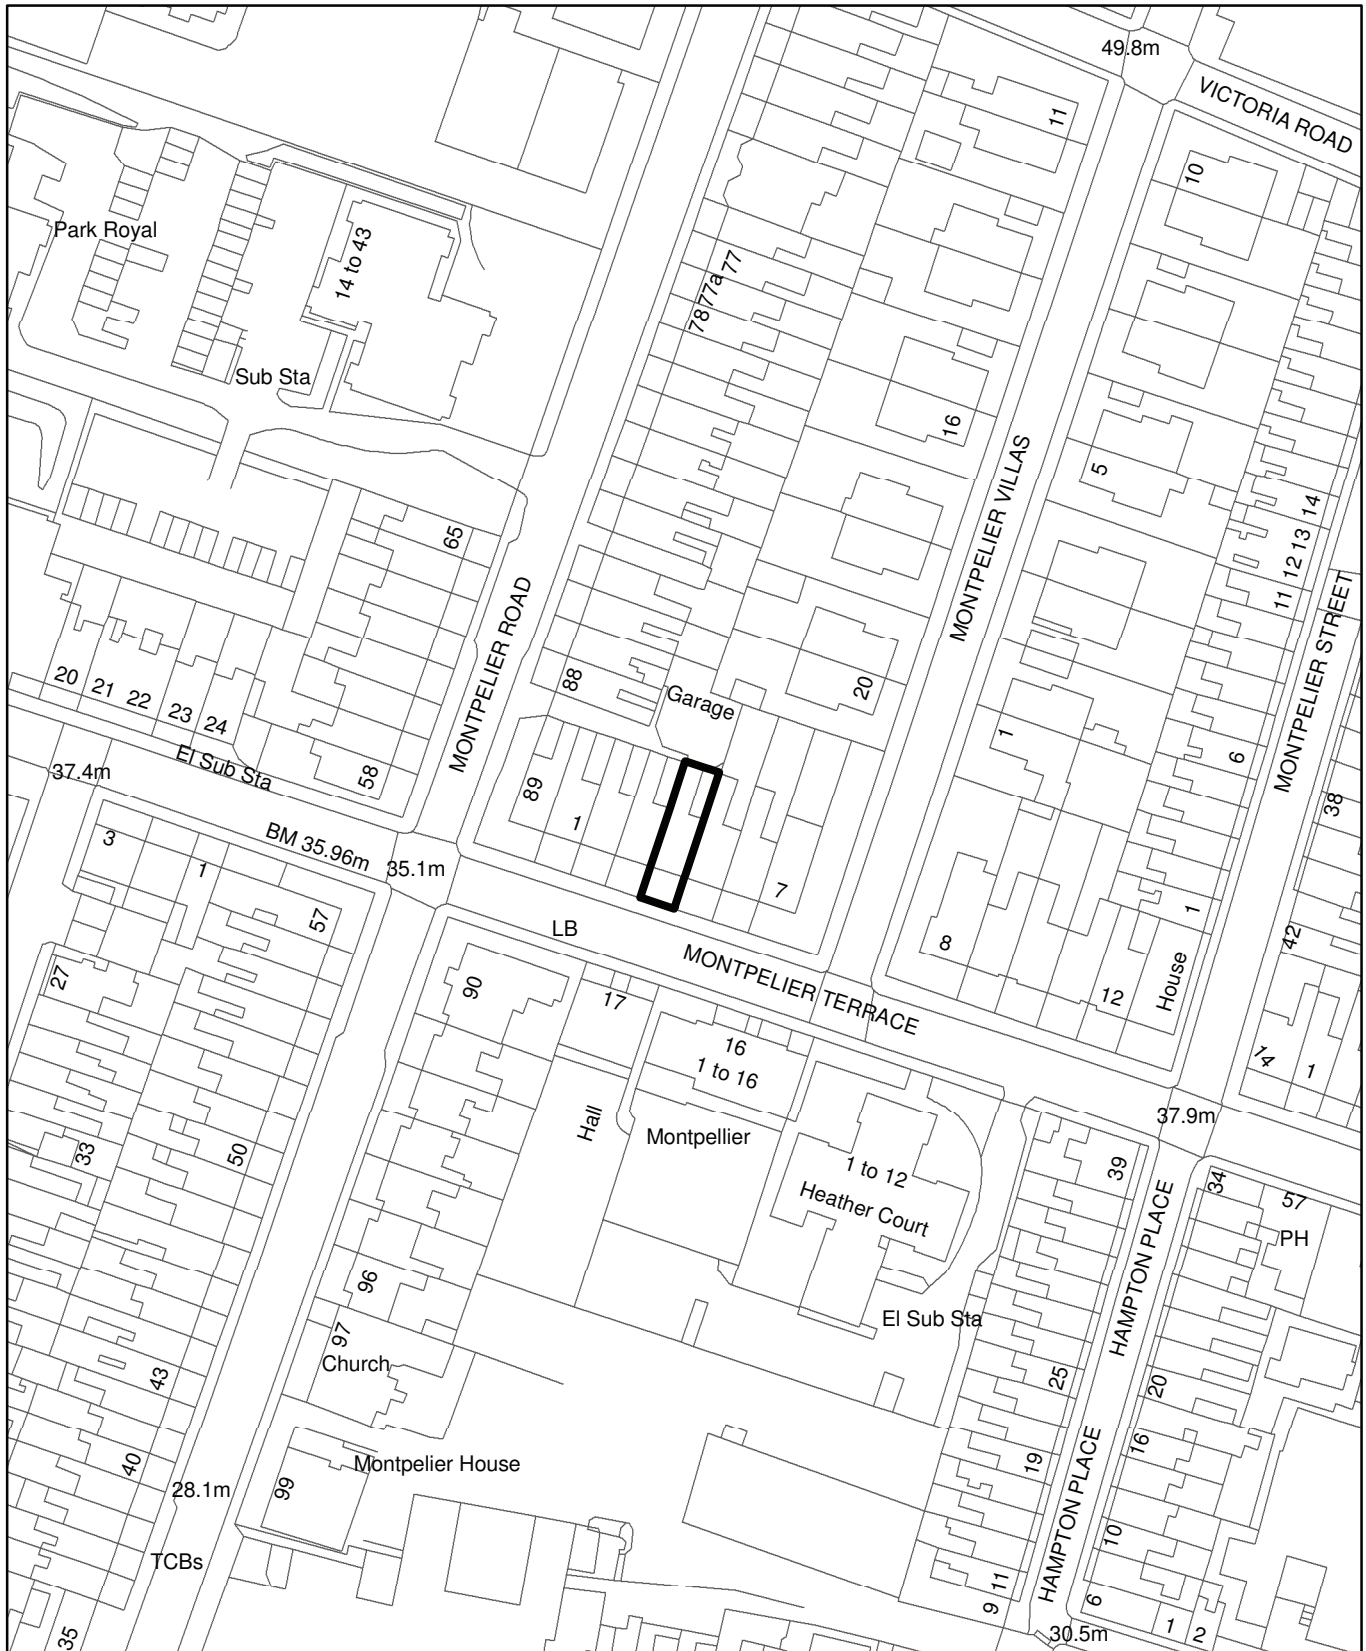 49.8m
VICTORIA ROAD
11
10
Park Royal
14 to 43
77
77a
78
Sub Sta
16
MONTPELIER VILLAS
5
14
13
12
11
65
MONTPELIER ROAD
MONTPELIER STREET
88
Garage
20
20
21
22
23
24
El Sub Sta
58
37.4m
89
1
1
6
38
BM 35.96m
35.1m
3
1
57
7
1
LB
MONTPELIER TERRACE
8
12
House
42
14
1
27
90
17
16
1 to 16
Hall
Montpellier
37.9m
33
50
1 to 12
Heather Court
39
34
57
PH
HAMPTON PLACE
96
97
Church
El Sub Sta
43
25
20
40
28.1m
99
Montpelier House
19
16
HAMPTON PLACE
10
TCBs
11
9
6
1
2
35
30.5m